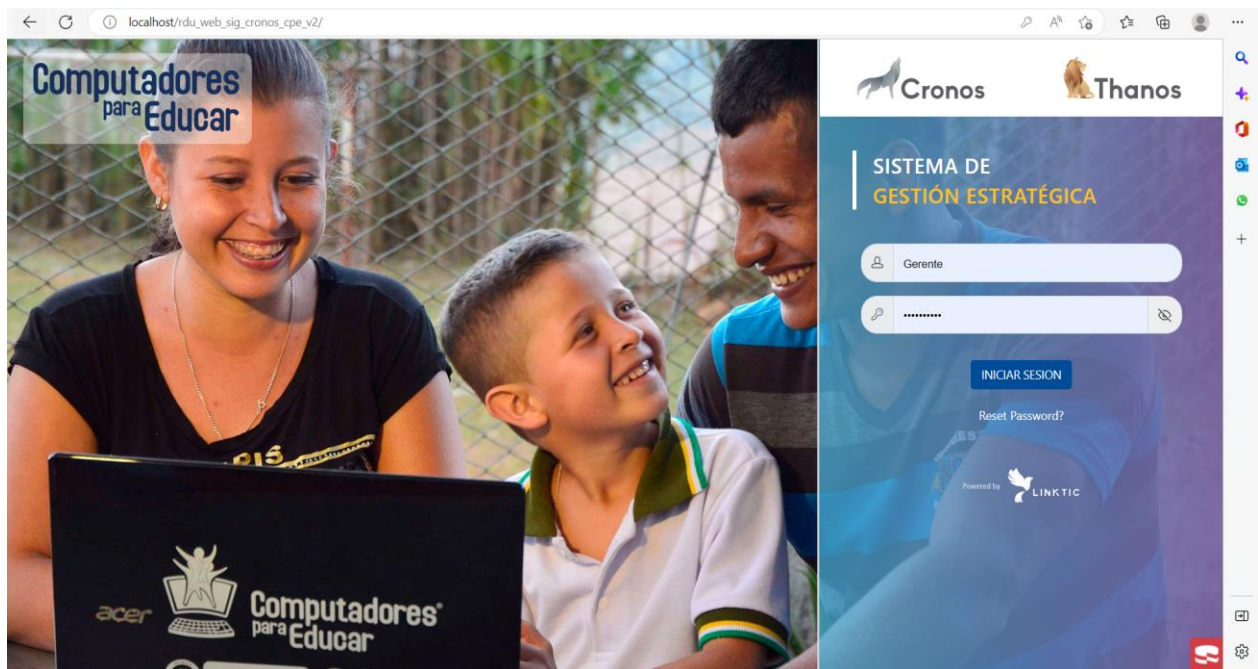 localhost/rdu_web_sig_cronos_cpe_v2/
Computadores
para Educar
Cronos
Thanos
SISTEMA DE
GESTIÓN ESTRATÉGICA
Gerente
••••••••••
INICIAR SESION
Reset Password?
Powered by LINKTIC
acer
Computadores®
para Educar